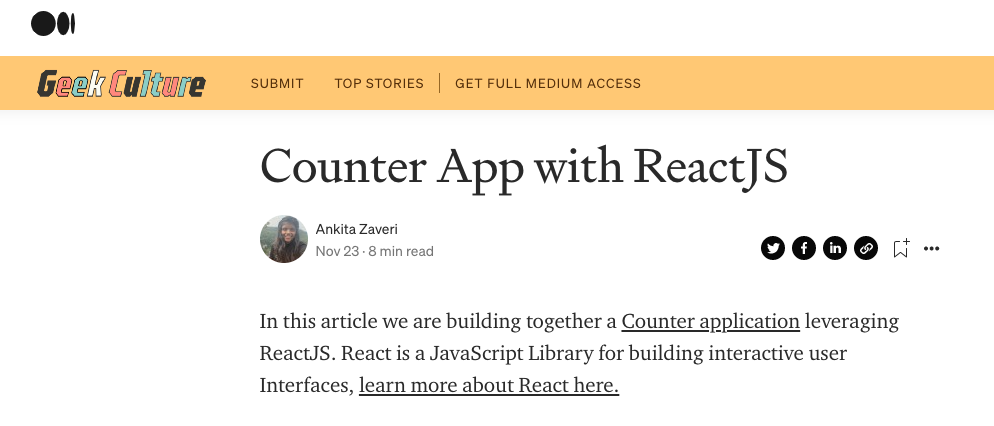 Geek Culture
SUBMIT
TOP STORIES
GET FULL MEDIUM ACCESS
Counter App with ReactJS
Ankita Zaveri
Nov 23 · 8 min read
In this article we are building together a Counter application leveraging
ReactJS. React is a JavaScript Library for building interactive user
Interfaces, learn more about React here.